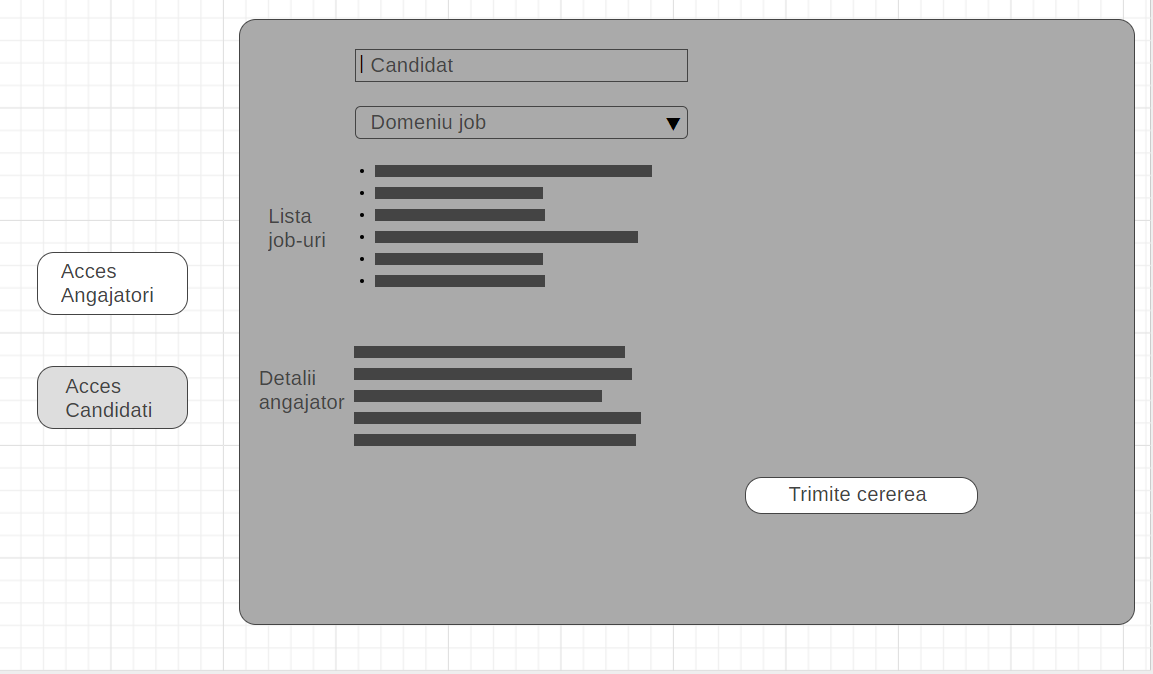 Candidat
Domeniu job
Lista
job-uri
Acces
Angajatori
Acces
Candidati
Detalii
angajator
Trimite cererea